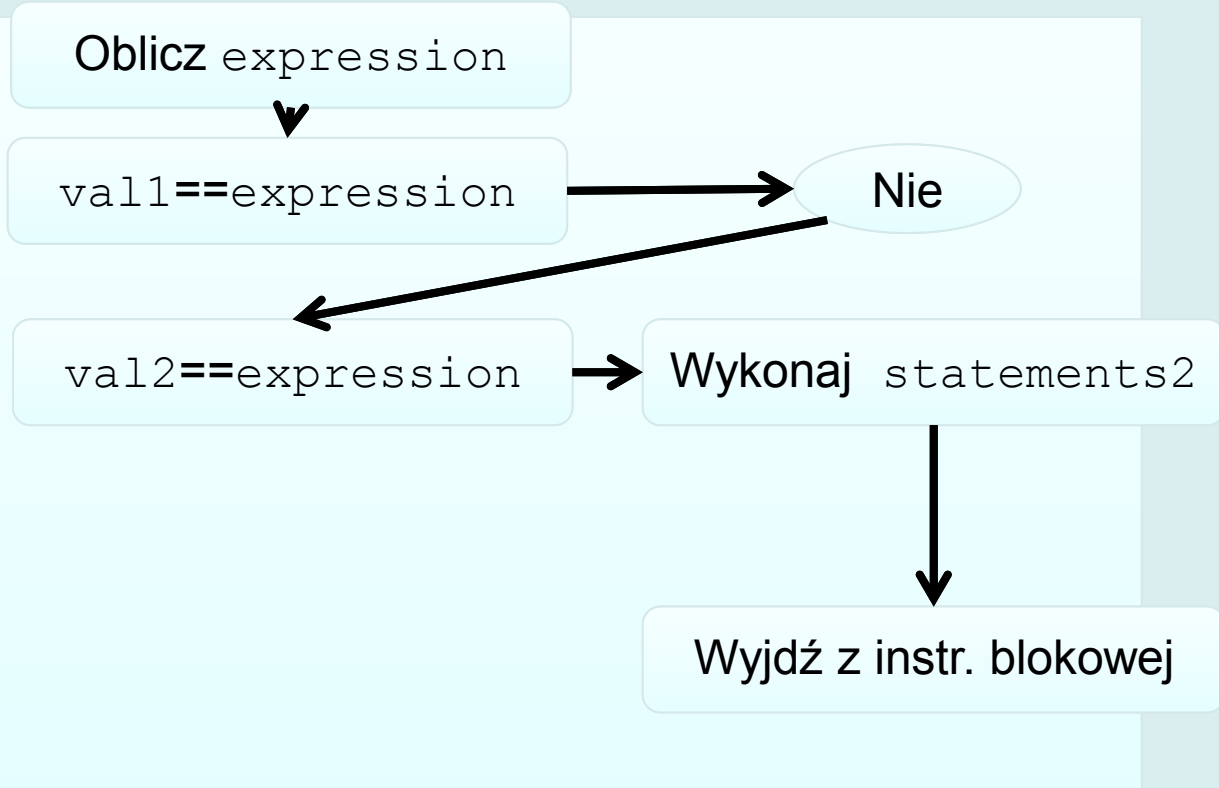 Oblicz expression
val1==expression
Nie
val2==expression
Wykonaj statements2
Wyjdź z instr. blokowej